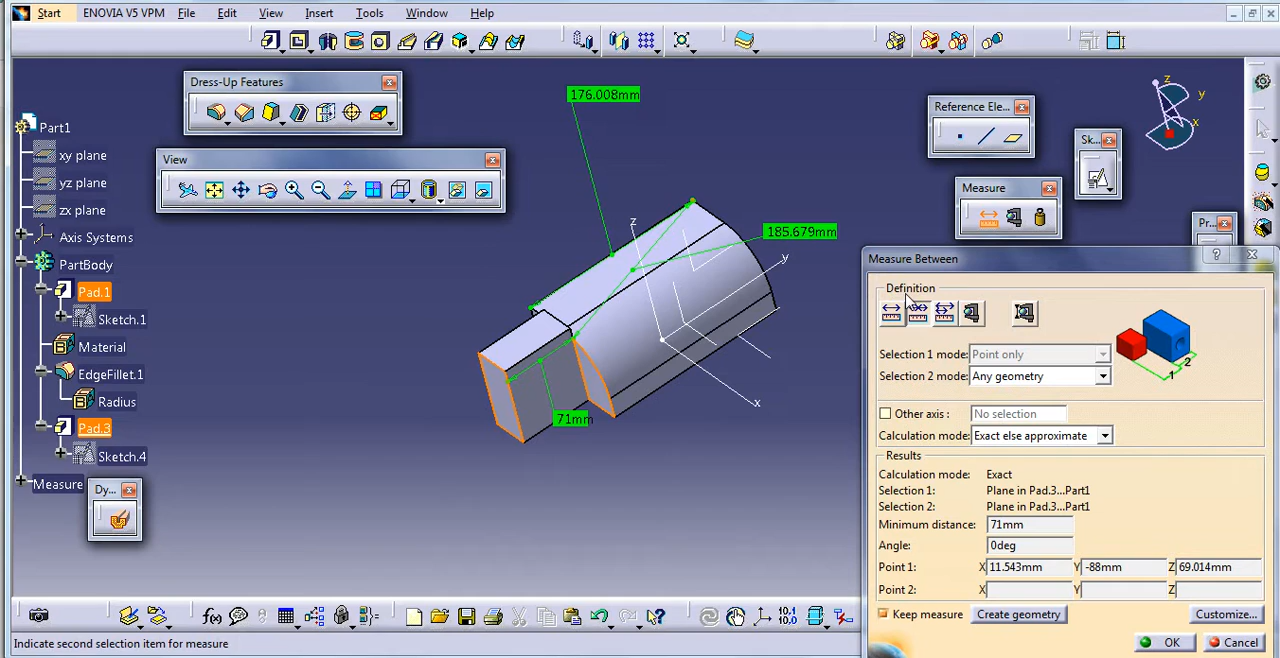 Start ENOVIA V5 VPM File Edit View Insert Tools Window Help
Dress-Up Features
View
Reference Ele...
Sk...
Measure
Pr...
Part1
xy plane
yz plane
zx plane
Axis Systems
PartBody
Pad.1
Sketch.1
Material
EdgeFillet.1
Radius
Pad.3
Sketch.4
Measure
Dy...
176.008mm
185.679mm
71mm
z
y
x
z
y
x
Measure Between
Definition
1
2
Selection 1 mode: Point only
Selection 2 mode: Any geometry
Other axis : No selection
Calculation mode: Exact else approximate
Results
Calculation mode: Exact
Selection 1: Plane in Pad.3...Part1
Selection 2: Plane in Pad.3...Part1
Minimum distance: 71mm
Angle: 0deg
Point 1: X 11.543mm Y -88mm Z 69.014mm
Point 2: X Y Z
Keep measure Create geometry Customize...
OK Cancel
f(x) 10.1
Indicate second selection item for measure